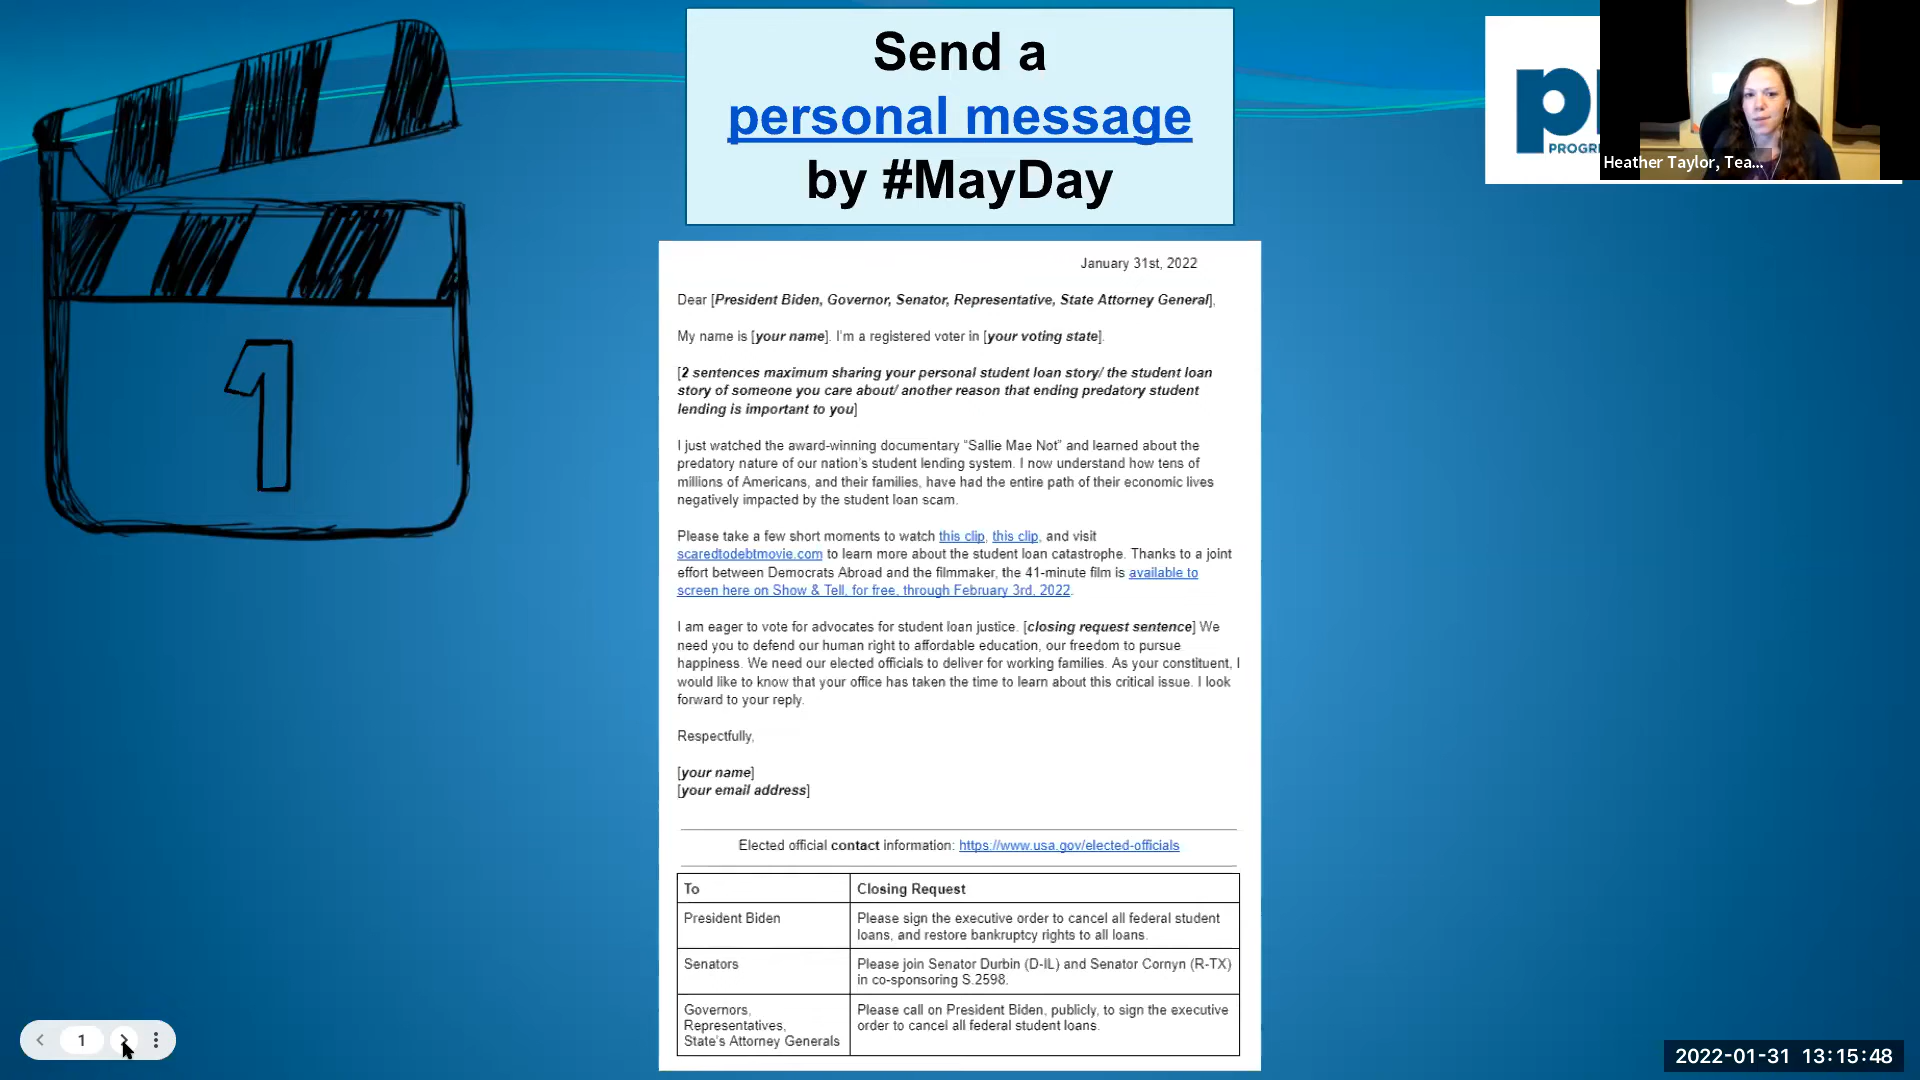 Send a
personal message
by #MayDay
PROGR
Heather Taylor, Tea...
1
January 31st, 2022
Dear [President Biden, Governor, Senator, Representative, State Attorney General],
My name is [your name]. I'm a registered voter in [your voting state].
[2 sentences maximum sharing your personal student loan story/ the student loan
story of someone you care about/ another reason that ending predatory student
lending is important to you]
I just watched the award-winning documentary "Sallie Mae Not" and learned about the
predatory nature of our nation's student lending system. I now understand how tens of
millions of Americans, and their families, have had the entire path of their economic lives
negatively impacted by the student loan scam.
Please take a few short moments to watch this clip, this clip, and visit
scaredtodebtmovie.com to learn more about the student loan catastrophe. Thanks to a joint
effort between Democrats Abroad and the filmmaker, the 41-minute film is available to
screen here on Show & Tell, for free, through February 3rd, 2022.
I am eager to vote for advocates for student loan justice. [closing request sentence] We
need you to defend our human right to affordable education, our freedom to pursue
happiness. We need our elected officials to deliver for working families. As your constituent, I
would like to know that your office has taken the time to learn about this critical issue. I look
forward to your reply.
Respectfully,
[your name]
[your email address]
Elected official contact information: https://www.usa.gov/elected-officials
To Closing Request
President Biden Please sign the executive order to cancel all federal student
loans, and restore bankruptcy rights to all loans.
Senators Please join Senator Durbin (D-IL) and Senator Cornyn (R-TX)
in co-sponsoring S.2598.
Governors, Please call on President Biden, publicly, to sign the executive
Representatives, order to cancel all federal student loans.
State's Attorney Generals
1
2022-01-31 13:15:48